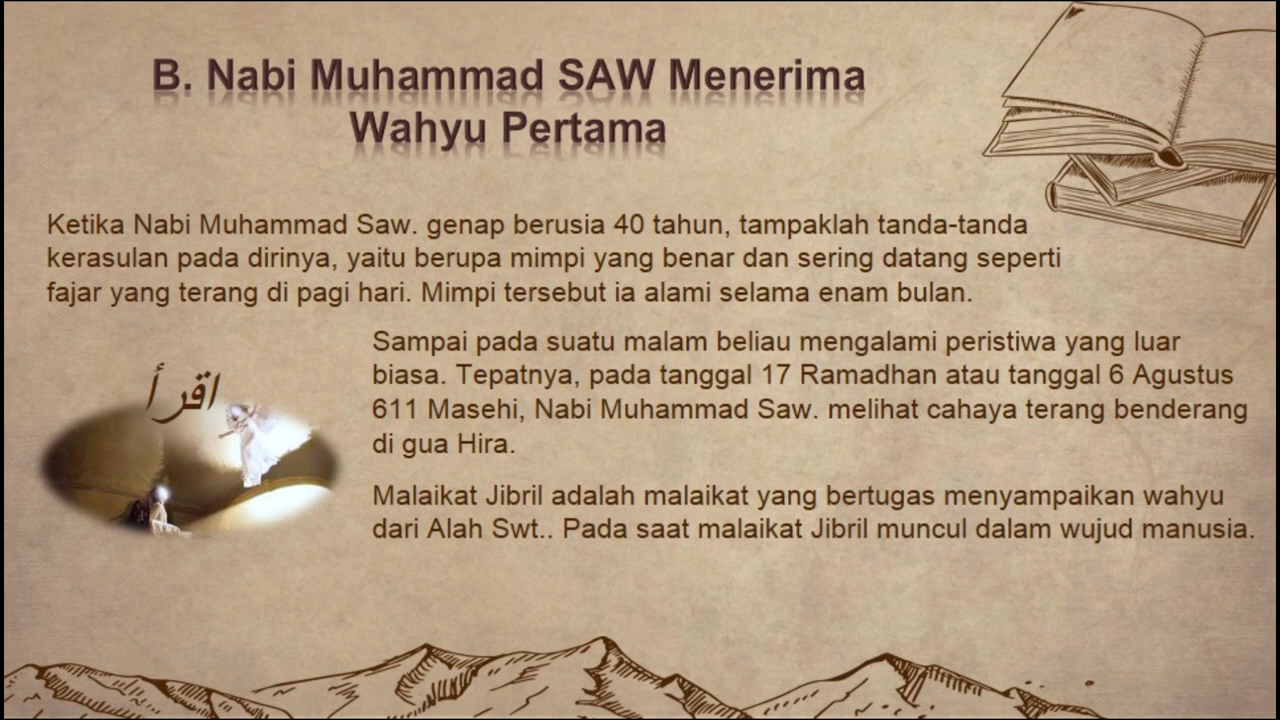 B. Nabi Muhammad SAW Menerima
Wahyu Pertama
Ketika Nabi Muhammad Saw. genap berusia 40 tahun, tampaklah tanda-tanda
kerasulan pada dirinya, yaitu berupa mimpi yang benar dan sering datang seperti
fajar yang terang di pagi hari. Mimpi tersebut ia alami selama enam bulan.
Sampai pada suatu malam beliau mengalami peristiwa yang luar
biasa. Tepatnya, pada tanggal 17 Ramadhan atau tanggal 6 Agustus
611 Masehi, Nabi Muhammad Saw. melihat cahaya terang benderang
di gua Hira.
اقرأ
Malaikat Jibril adalah malaikat yang bertugas menyampaikan wahyu
dari Alah Swt.. Pada saat malaikat Jibril muncul dalam wujud manusia.